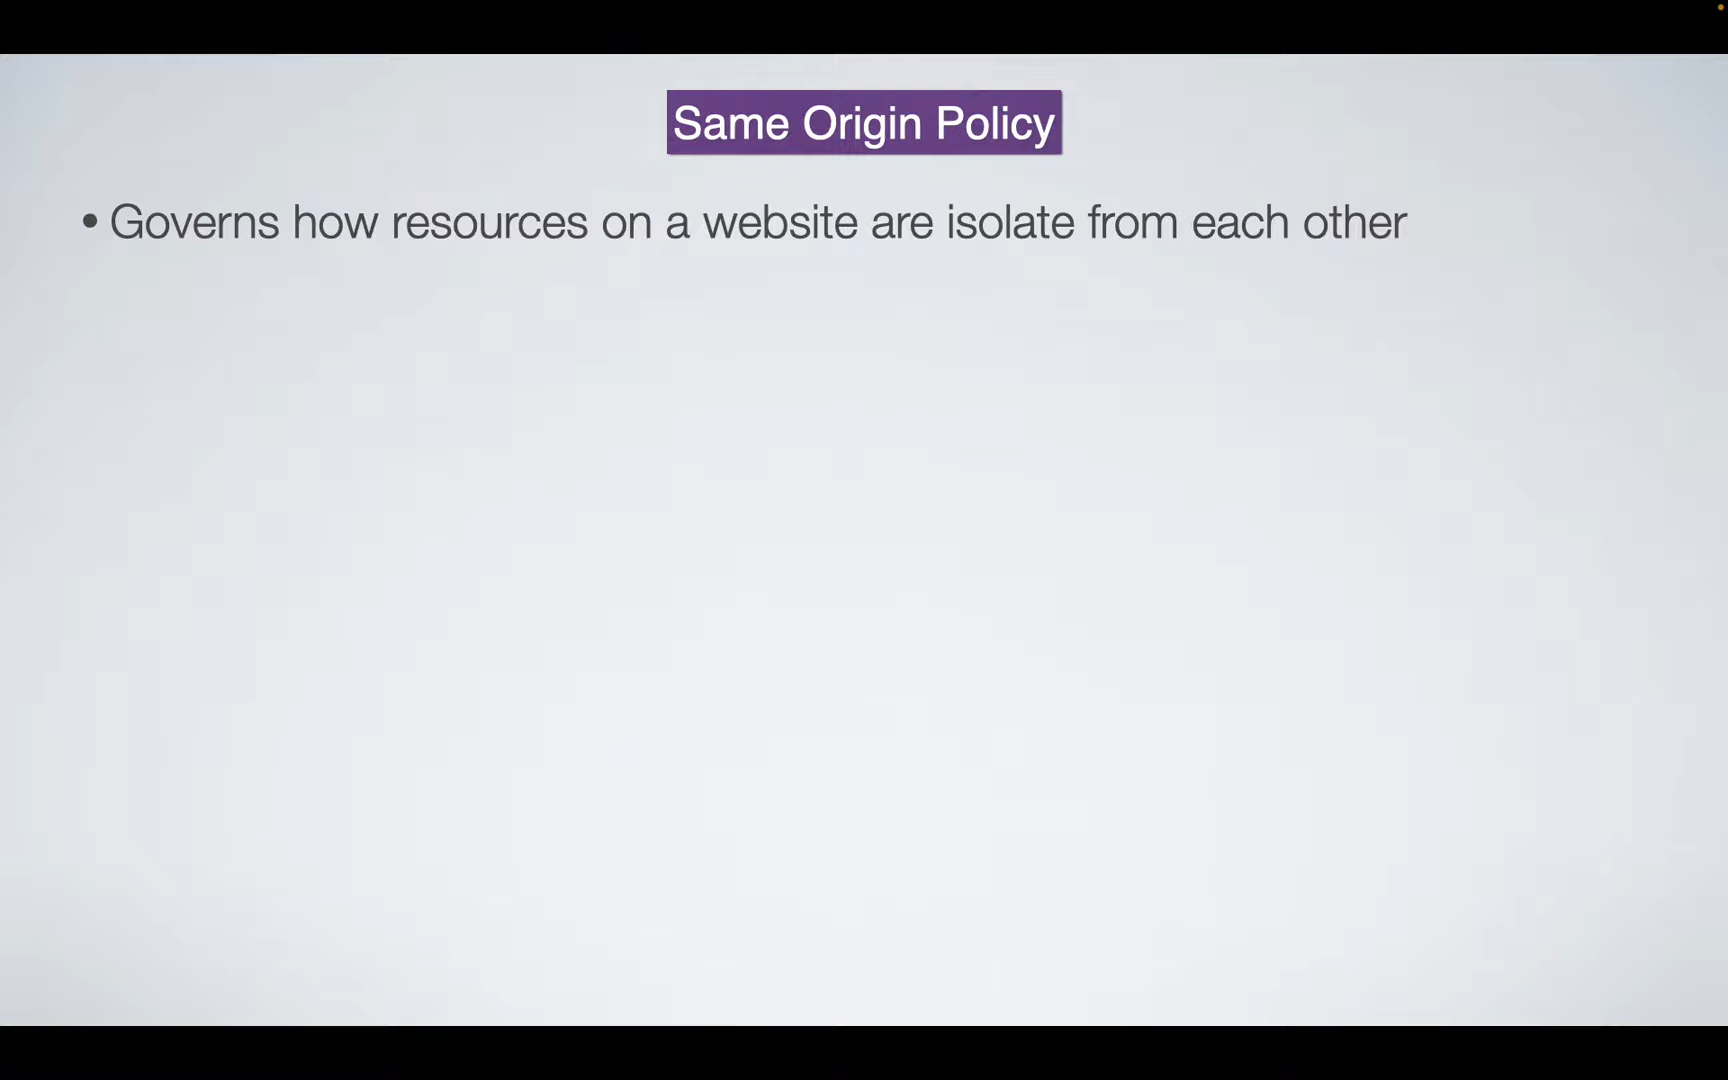 Same Origin Policy
• Governs how resources on a website are isolate from each other